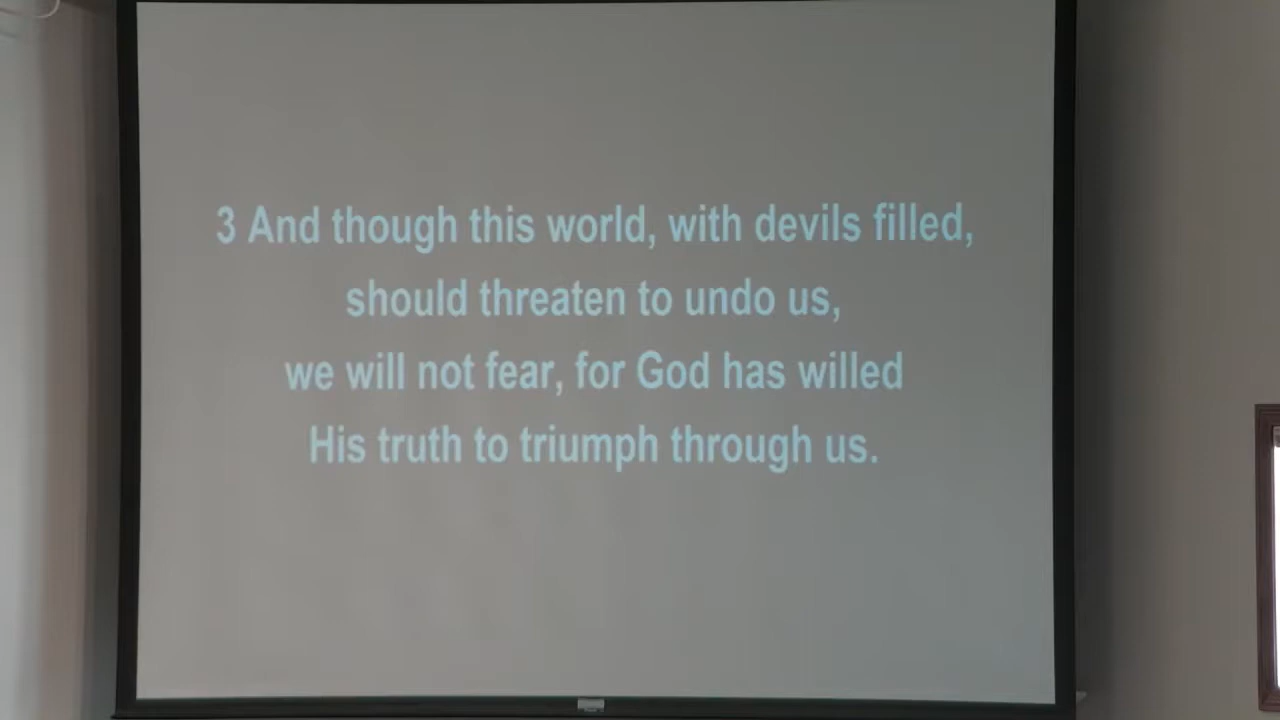 3 And though this world, with devils filled,
should threaten to undo us,
we will not fear, for God has willed
His truth to triumph through us.